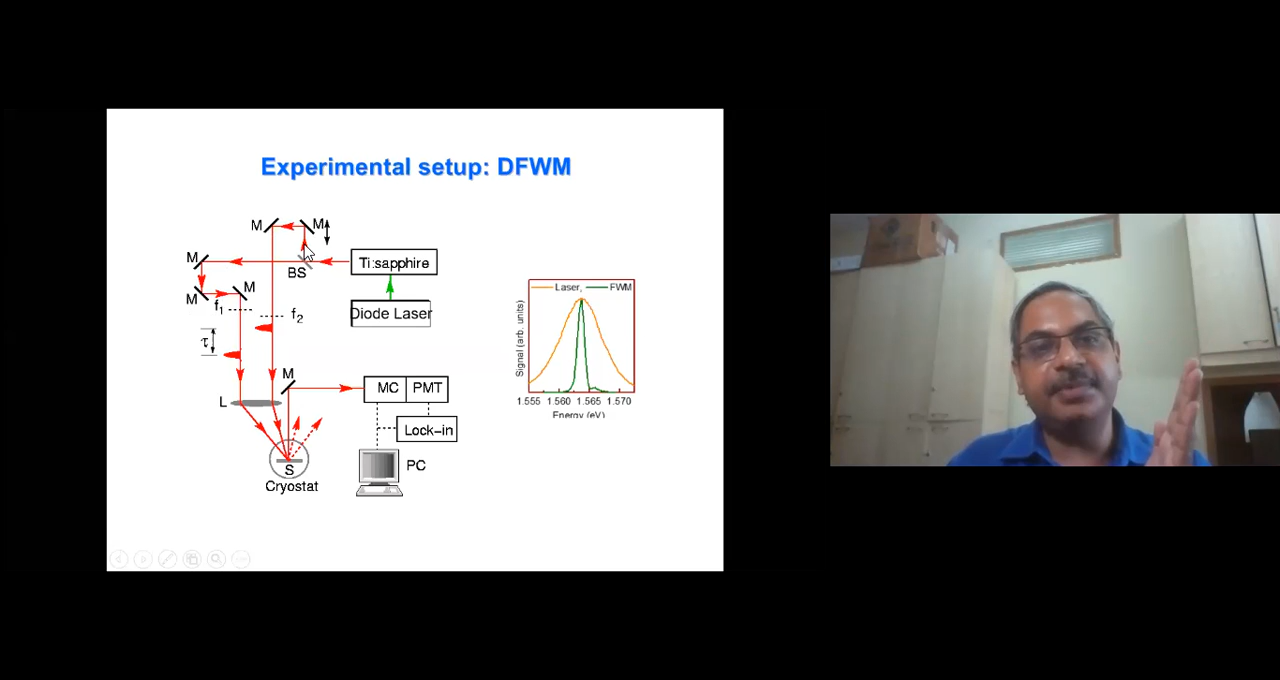 Experimental setup: DFWM
M
M
M
BS
Ti:sapphire
M
M
f1
f2
Diode Laser
τ
M
MC
PMT
L
Lock-in
S
PC
Cryostat
Laser,
FWM
Signal (arb. units)
1.555 1.560 1.565 1.570
Energy (eV)